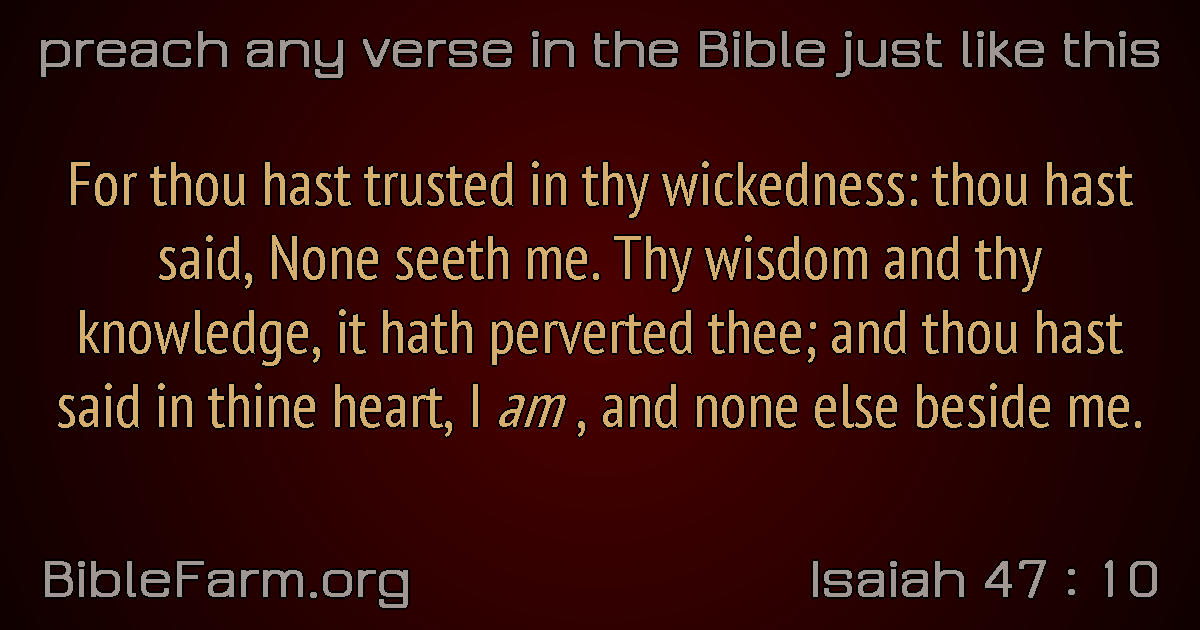 preach any verse in the Bible just like this
For thou hast trusted in thy wickedness: thou hast
said, None seeth me. Thy wisdom and thy
knowledge, it hath perverted thee; and thou hast
said in thine heart, I am , and none else beside me.
BibleFarm.org
Isaiah 47 : 10